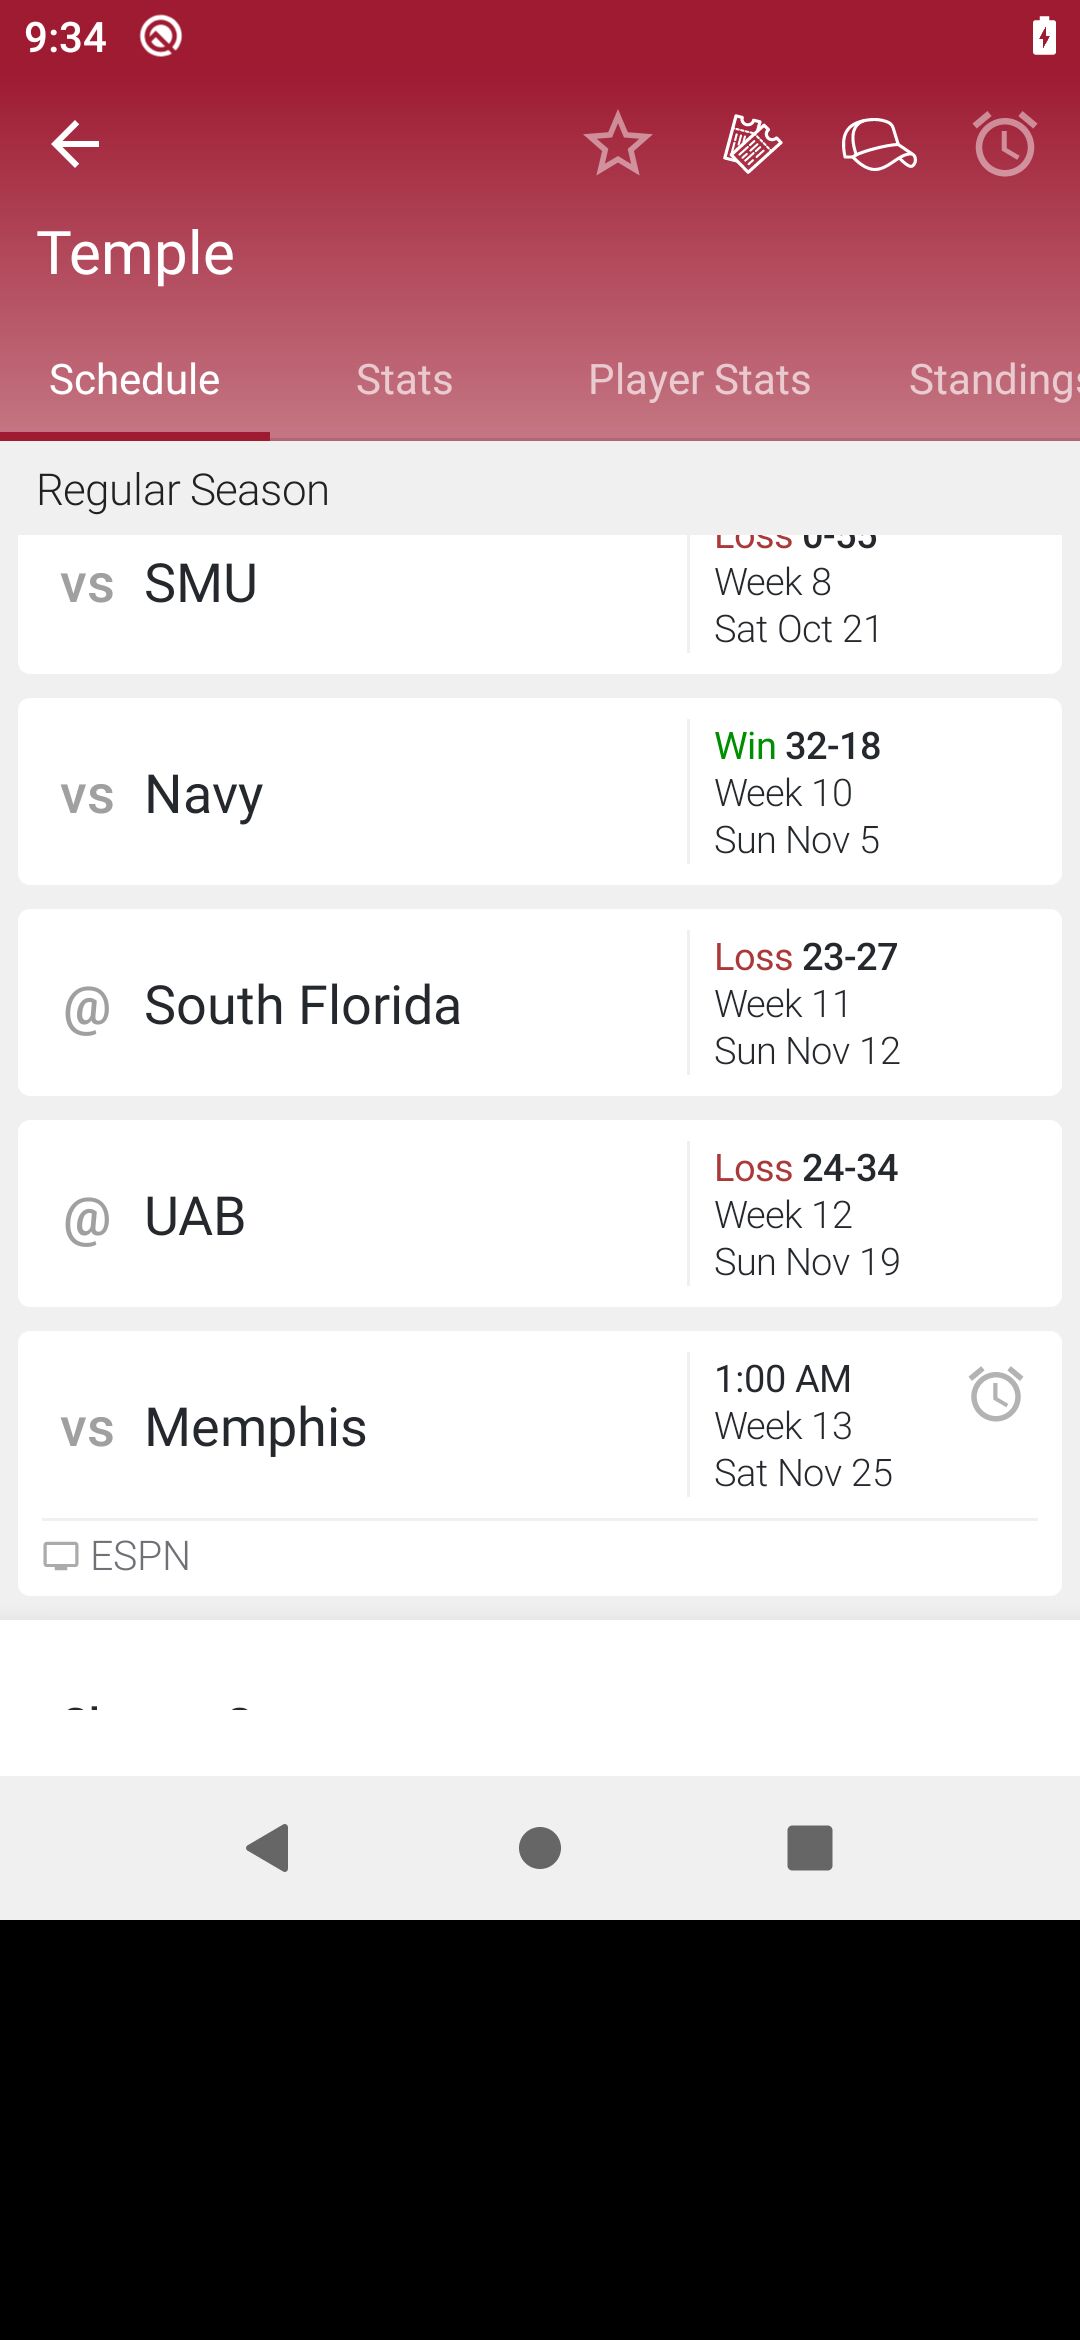 9:34
Temple
Schedule Stats Player Stats Standings
Regular Season
Loss 0-55
vs SMU
Week 8
Sat Oct 21
Win 32-18
vs Navy
Week 10
Sun Nov 5
Loss 23-27
@ South Florida
Week 11
Sun Nov 12
Loss 24-34
@ UAB
Week 12
Sun Nov 19
1:00 AM
vs Memphis
Week 13
Sat Nov 25
ESPN